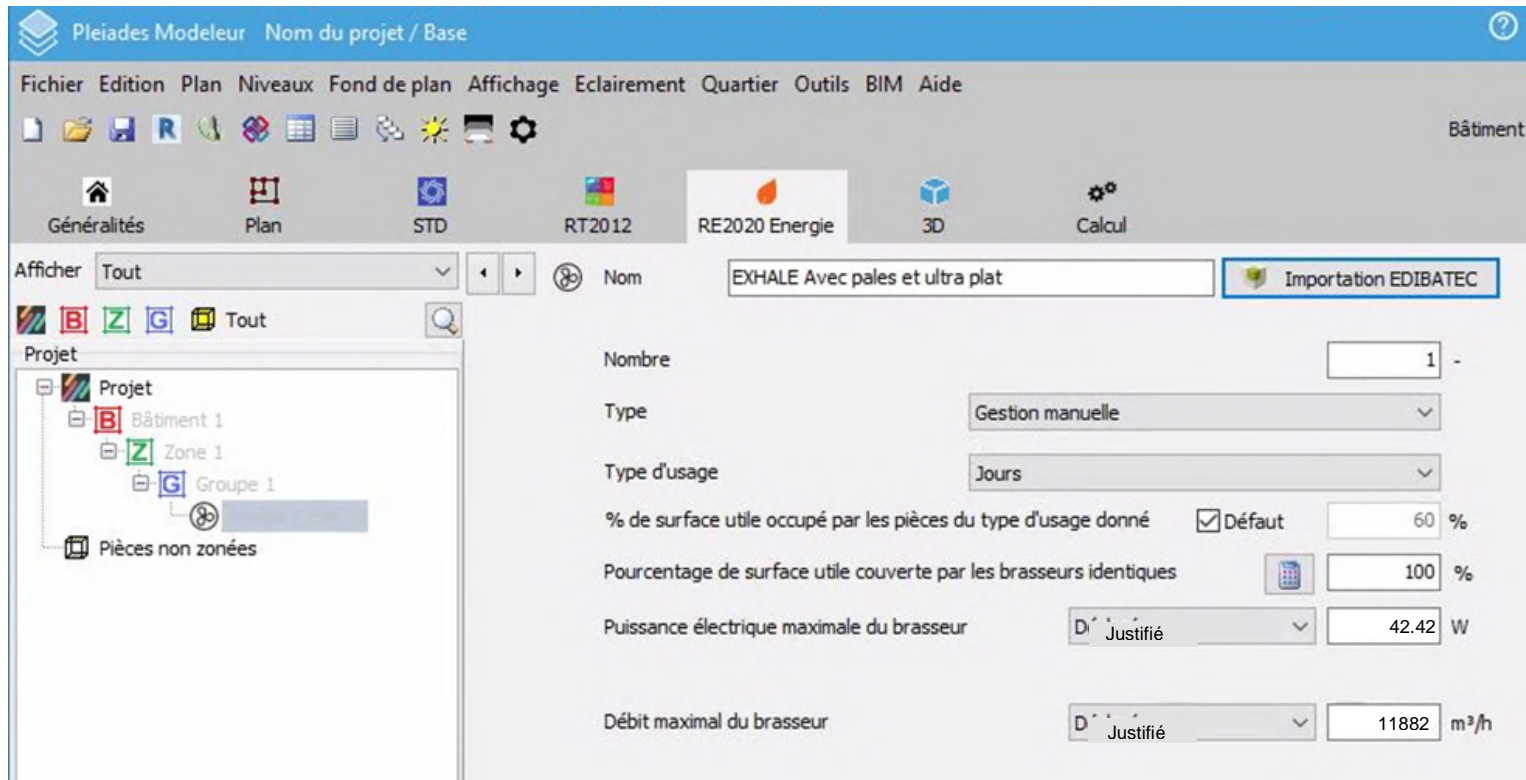 Pleiades Modeleur Nom du projet / Base
Fichier Edition Plan Niveaux Fond de plan Affichage Eclairement Quartier Outils BIM Aide
R
Bâtiment
Généralités Plan STD RT2012 RE2020 Energie 3D Calcul
Afficher Tout
Nom EXHALE Avec pales et ultra plat Importation EDIBATEC
B Z G Tout
Projet
Projet
B Bâtiment 1
Z Zone 1
G Groupe 1
Pièces non zonées
Nombre 1 -
Type Gestion manuelle
Type d'usage Jours
% de surface utile occupé par les pièces du type d'usage donné Défaut 60 %
Pourcentage de surface utile couverte par les brasseurs identiques 100 %
Puissance électrique maximale du brasseur Justifié 42.42 W
Débit maximal du brasseur Justifié 11882 m³/h